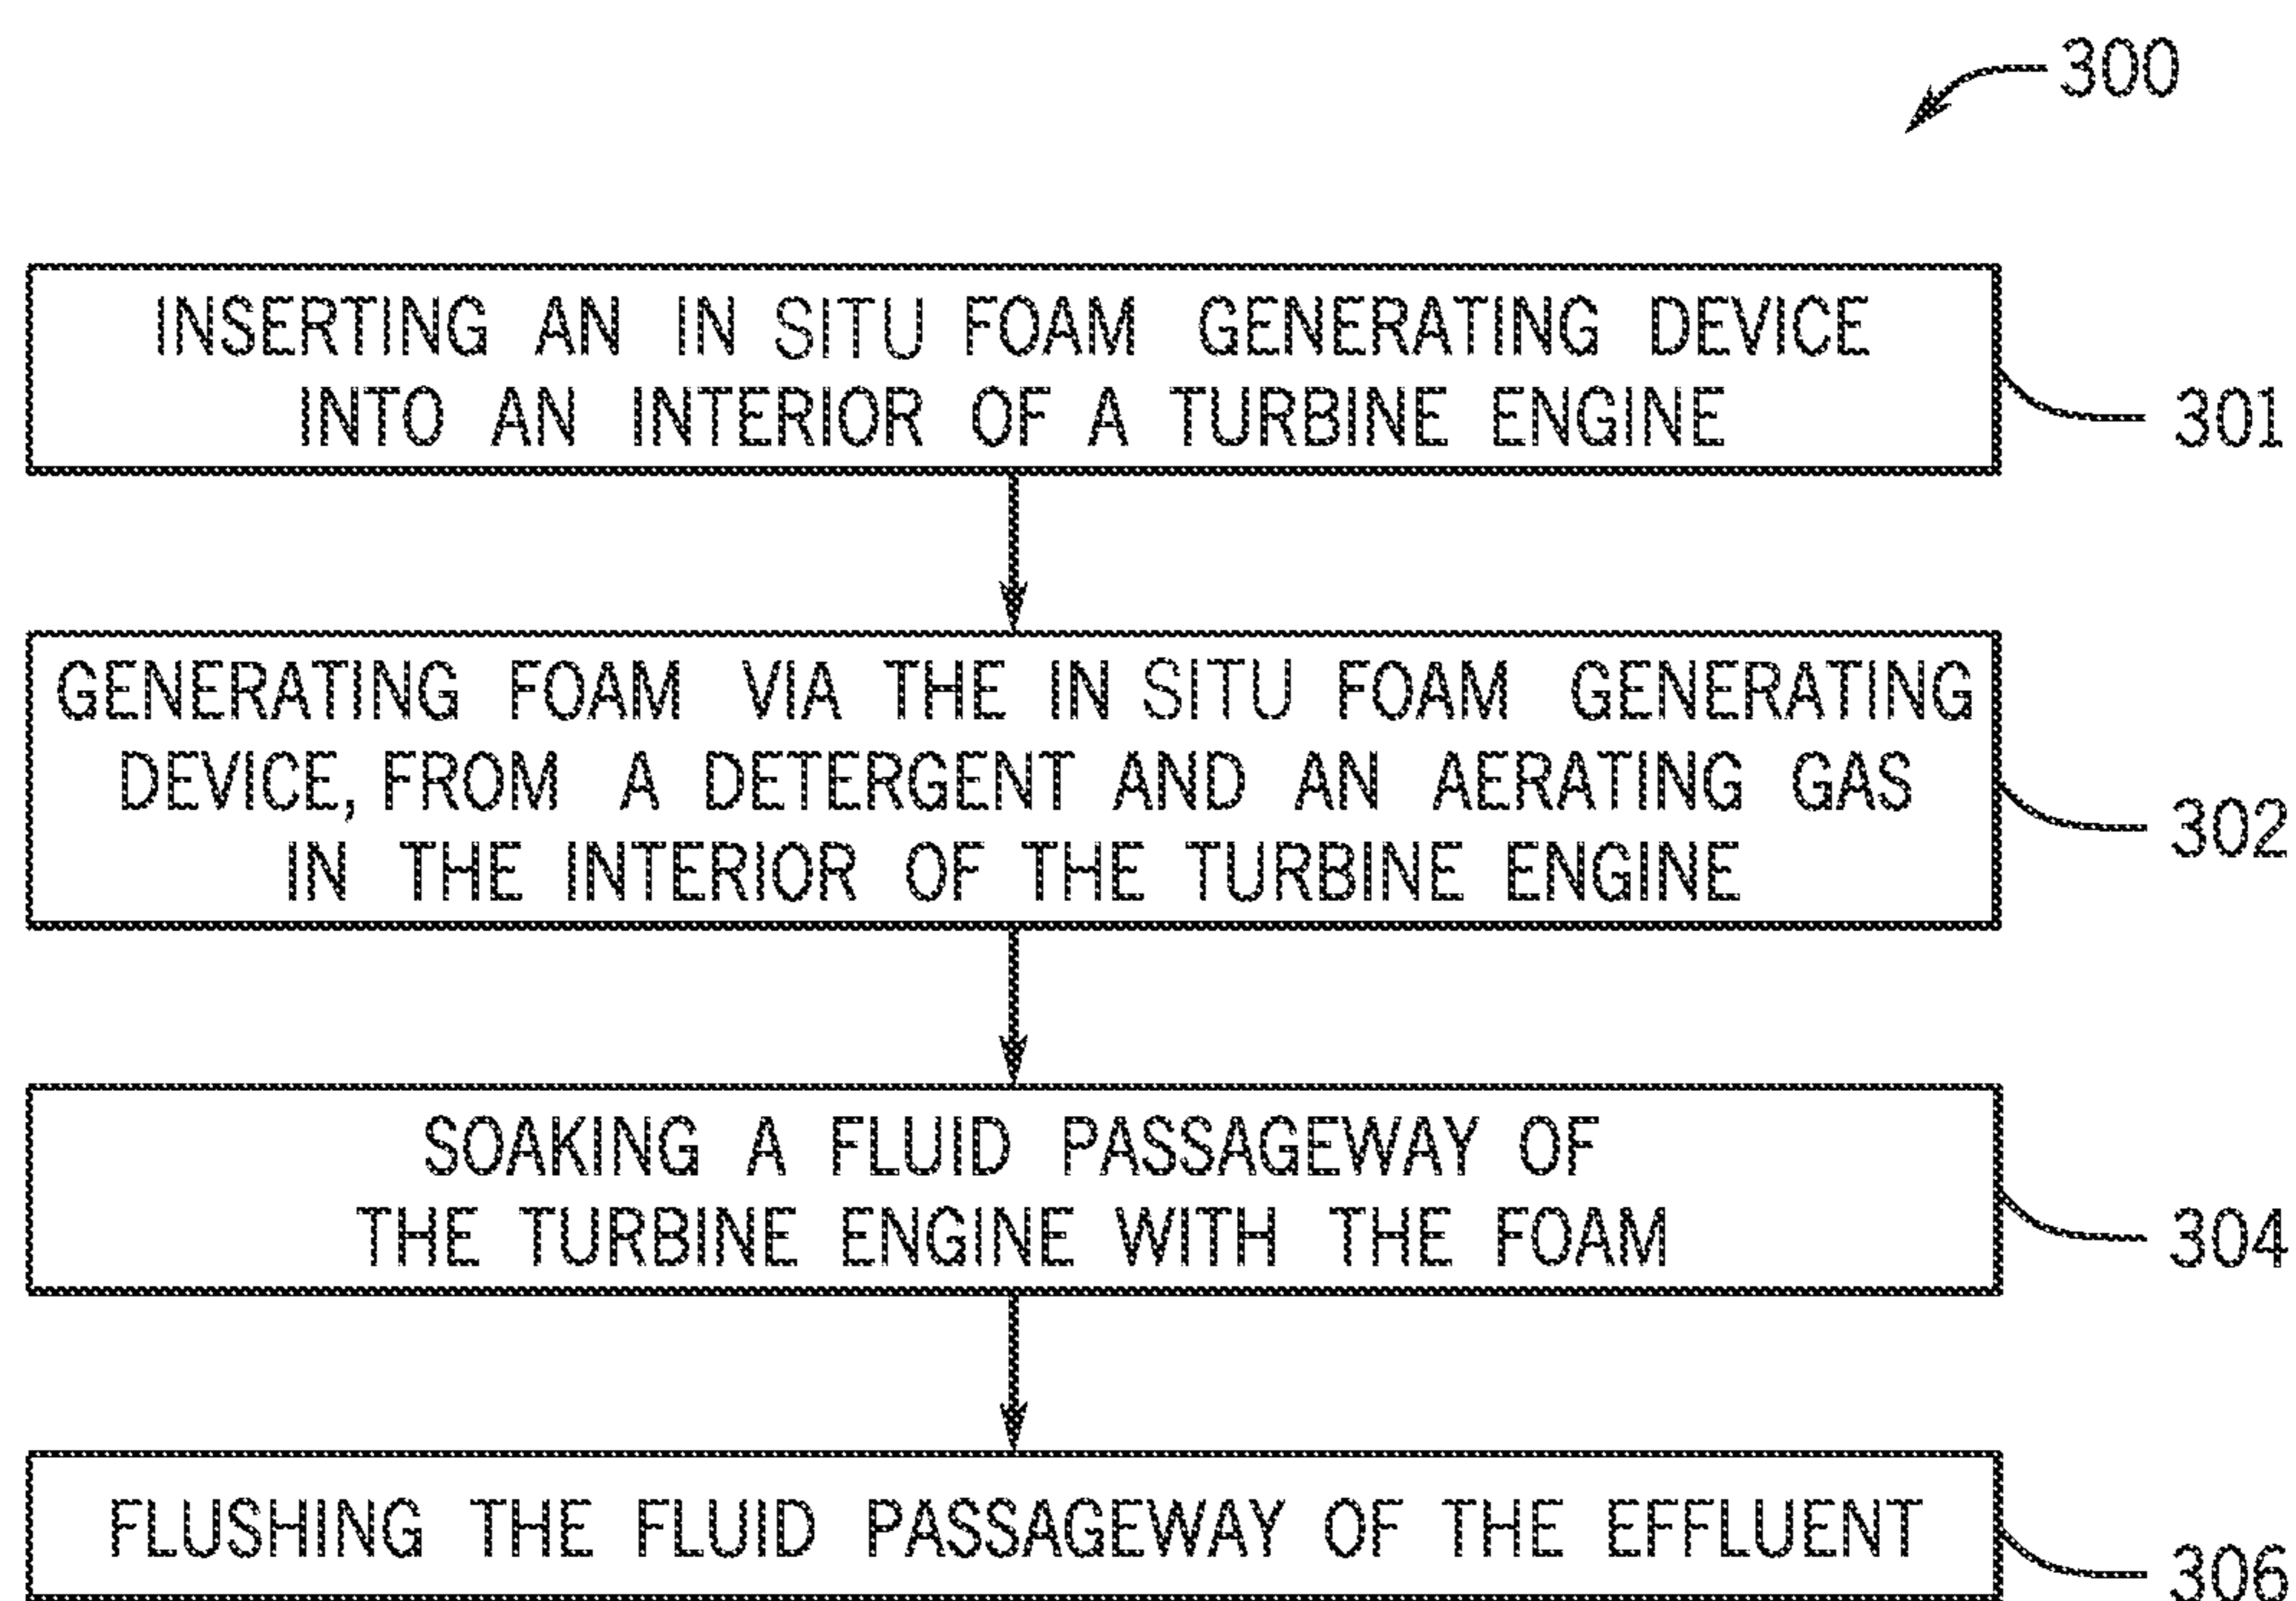 300
INSERTING AN IN SITU FOAM GENERATING DEVICE
INTO AN INTERIOR OF A TURBINE ENGINE
301
GENERATING FOAM VIA THE IN SITU FOAM GENERATING
DEVICE, FROM A DETERGENT AND AN AERATING GAS
IN THE INTERIOR OF THE TURBINE ENGINE
302
SOAKING A FLUID PASSAGEWAY OF
THE TURBINE ENGINE WITH THE FOAM
304
FLUSHING THE FLUID PASSAGEWAY OF THE EFFLUENT
306